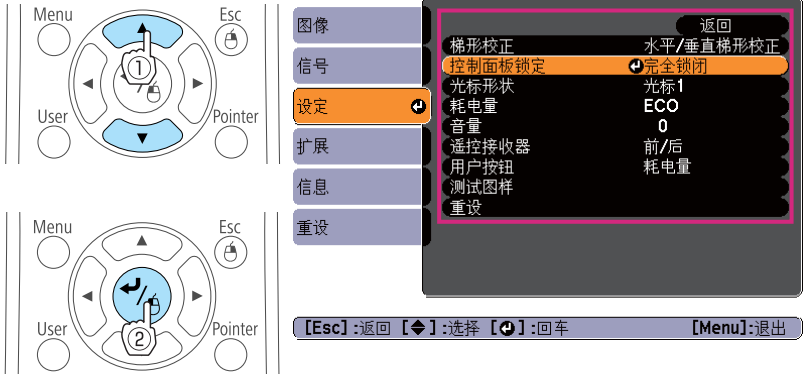 Menu
Esc
1
User
Pointer
Menu
Esc
User
Pointer
2
图像
信号
设定
扩展
信息
重设
返回
梯形校正 水平/垂直梯形校正
控制面板锁定 完全锁闭
光标形状 光标1
耗电量 ECO
音量 0
遥控接收器 前/后
用户按钮 耗电量
测试图样
重设
[Esc]:返回 [◆]:选择 [↵]:回车 [Menu]:退出